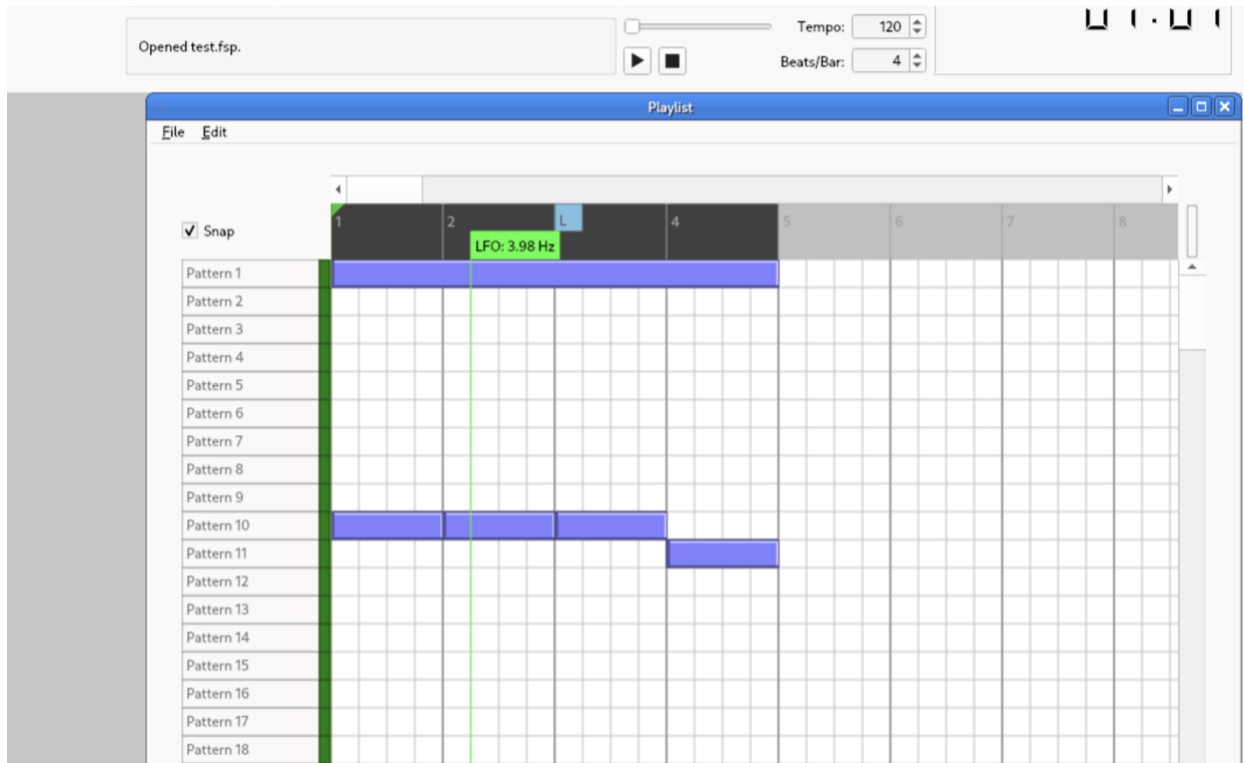 Opened test.fsp.
Tempo: 120
Beats/Bar: 4
01.01
Playlist
File Edit
Snap
1 2 L 4 5 6 7 8
LFO: 3.98 Hz
Pattern 1
Pattern 2
Pattern 3
Pattern 4
Pattern 5
Pattern 6
Pattern 7
Pattern 8
Pattern 9
Pattern 10
Pattern 11
Pattern 12
Pattern 13
Pattern 14
Pattern 15
Pattern 16
Pattern 17
Pattern 18